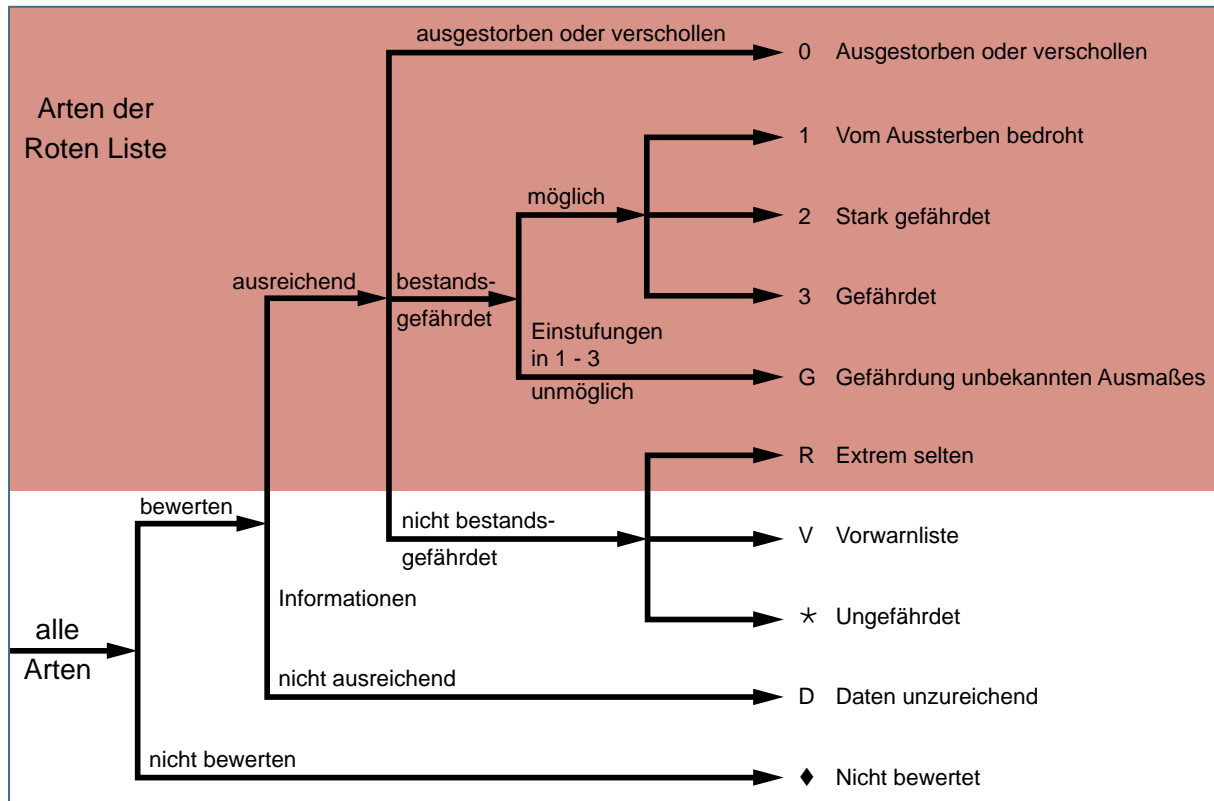 ausgestorben oder verschollen
0 Ausgestorben oder verschollen
Arten der
Roten Liste
1 Vom Aussterben bedroht
möglich
2 Stark gefährdet
ausreichend
bestands-
gefährdet
3 Gefährdet
Einstufungen
in 1 - 3
unmöglich
G Gefährdung unbekannten Ausmaßes
R Extrem selten
bewerten
nicht bestands-
gefährdet
V Vorwarnliste
Informationen
* Ungefährdet
alle
Arten
nicht ausreichend
D Daten unzureichend
nicht bewerten
♦ Nicht bewertet